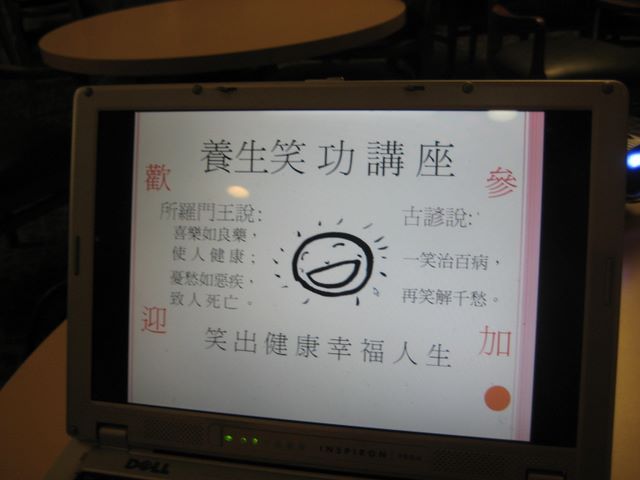 養生笑功講座
歡
參
所羅門王說:
喜樂如良藥，
使人健康；
憂愁如惡疾，
致人死亡。
古諺說:
一笑治百病，
再笑解千愁。
迎
加
笑出健康幸福人生
DELL
INSPIRON